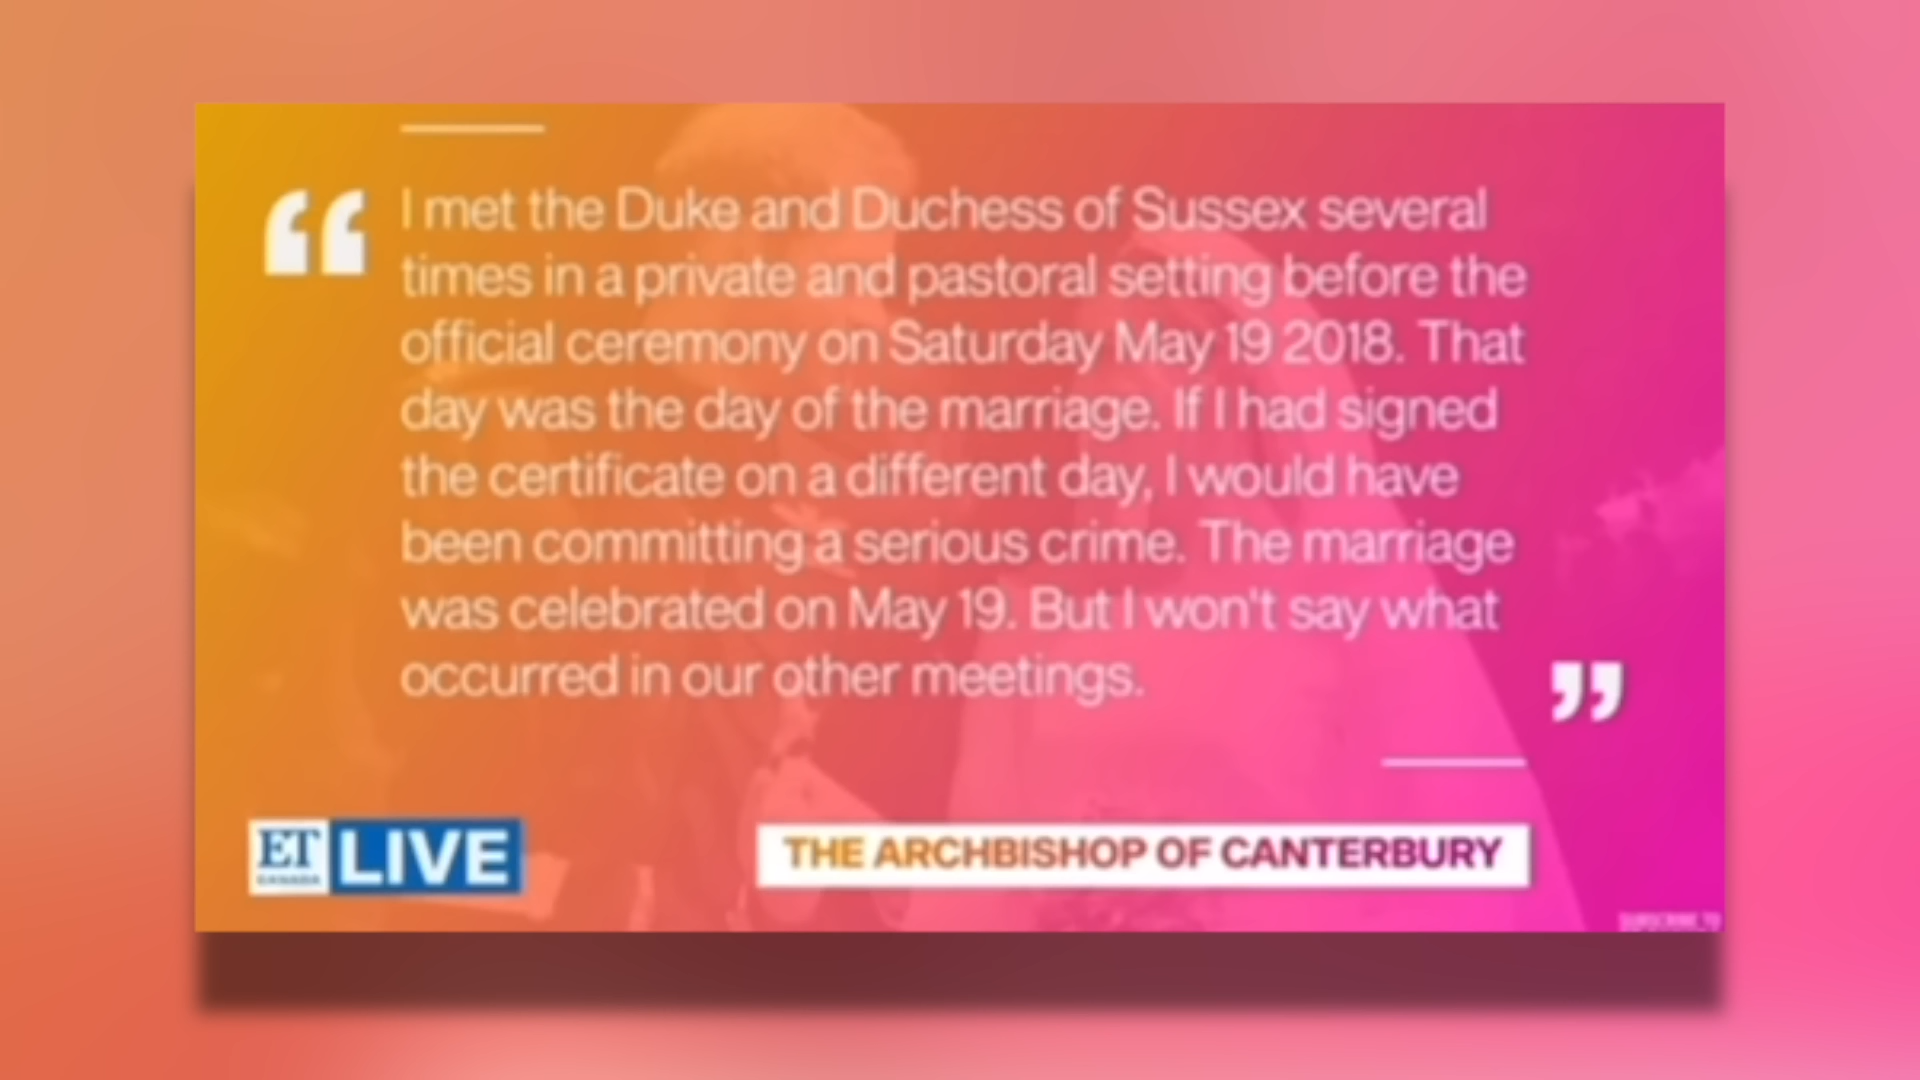 “
I met the Duke and Duchess of Sussex several
times in a private and pastoral setting before the
official ceremony on Saturday May 19 2018. That
day was the day of the marriage. If I had signed
the certificate on a different day, I would have
been committing a serious crime. The marriage
was celebrated on May 19. But I won't say what
occurred in our other meetings.
”
ET CANADA LIVE
THE ARCHBISHOP OF CANTERBURY
SUBSCRIBE TO